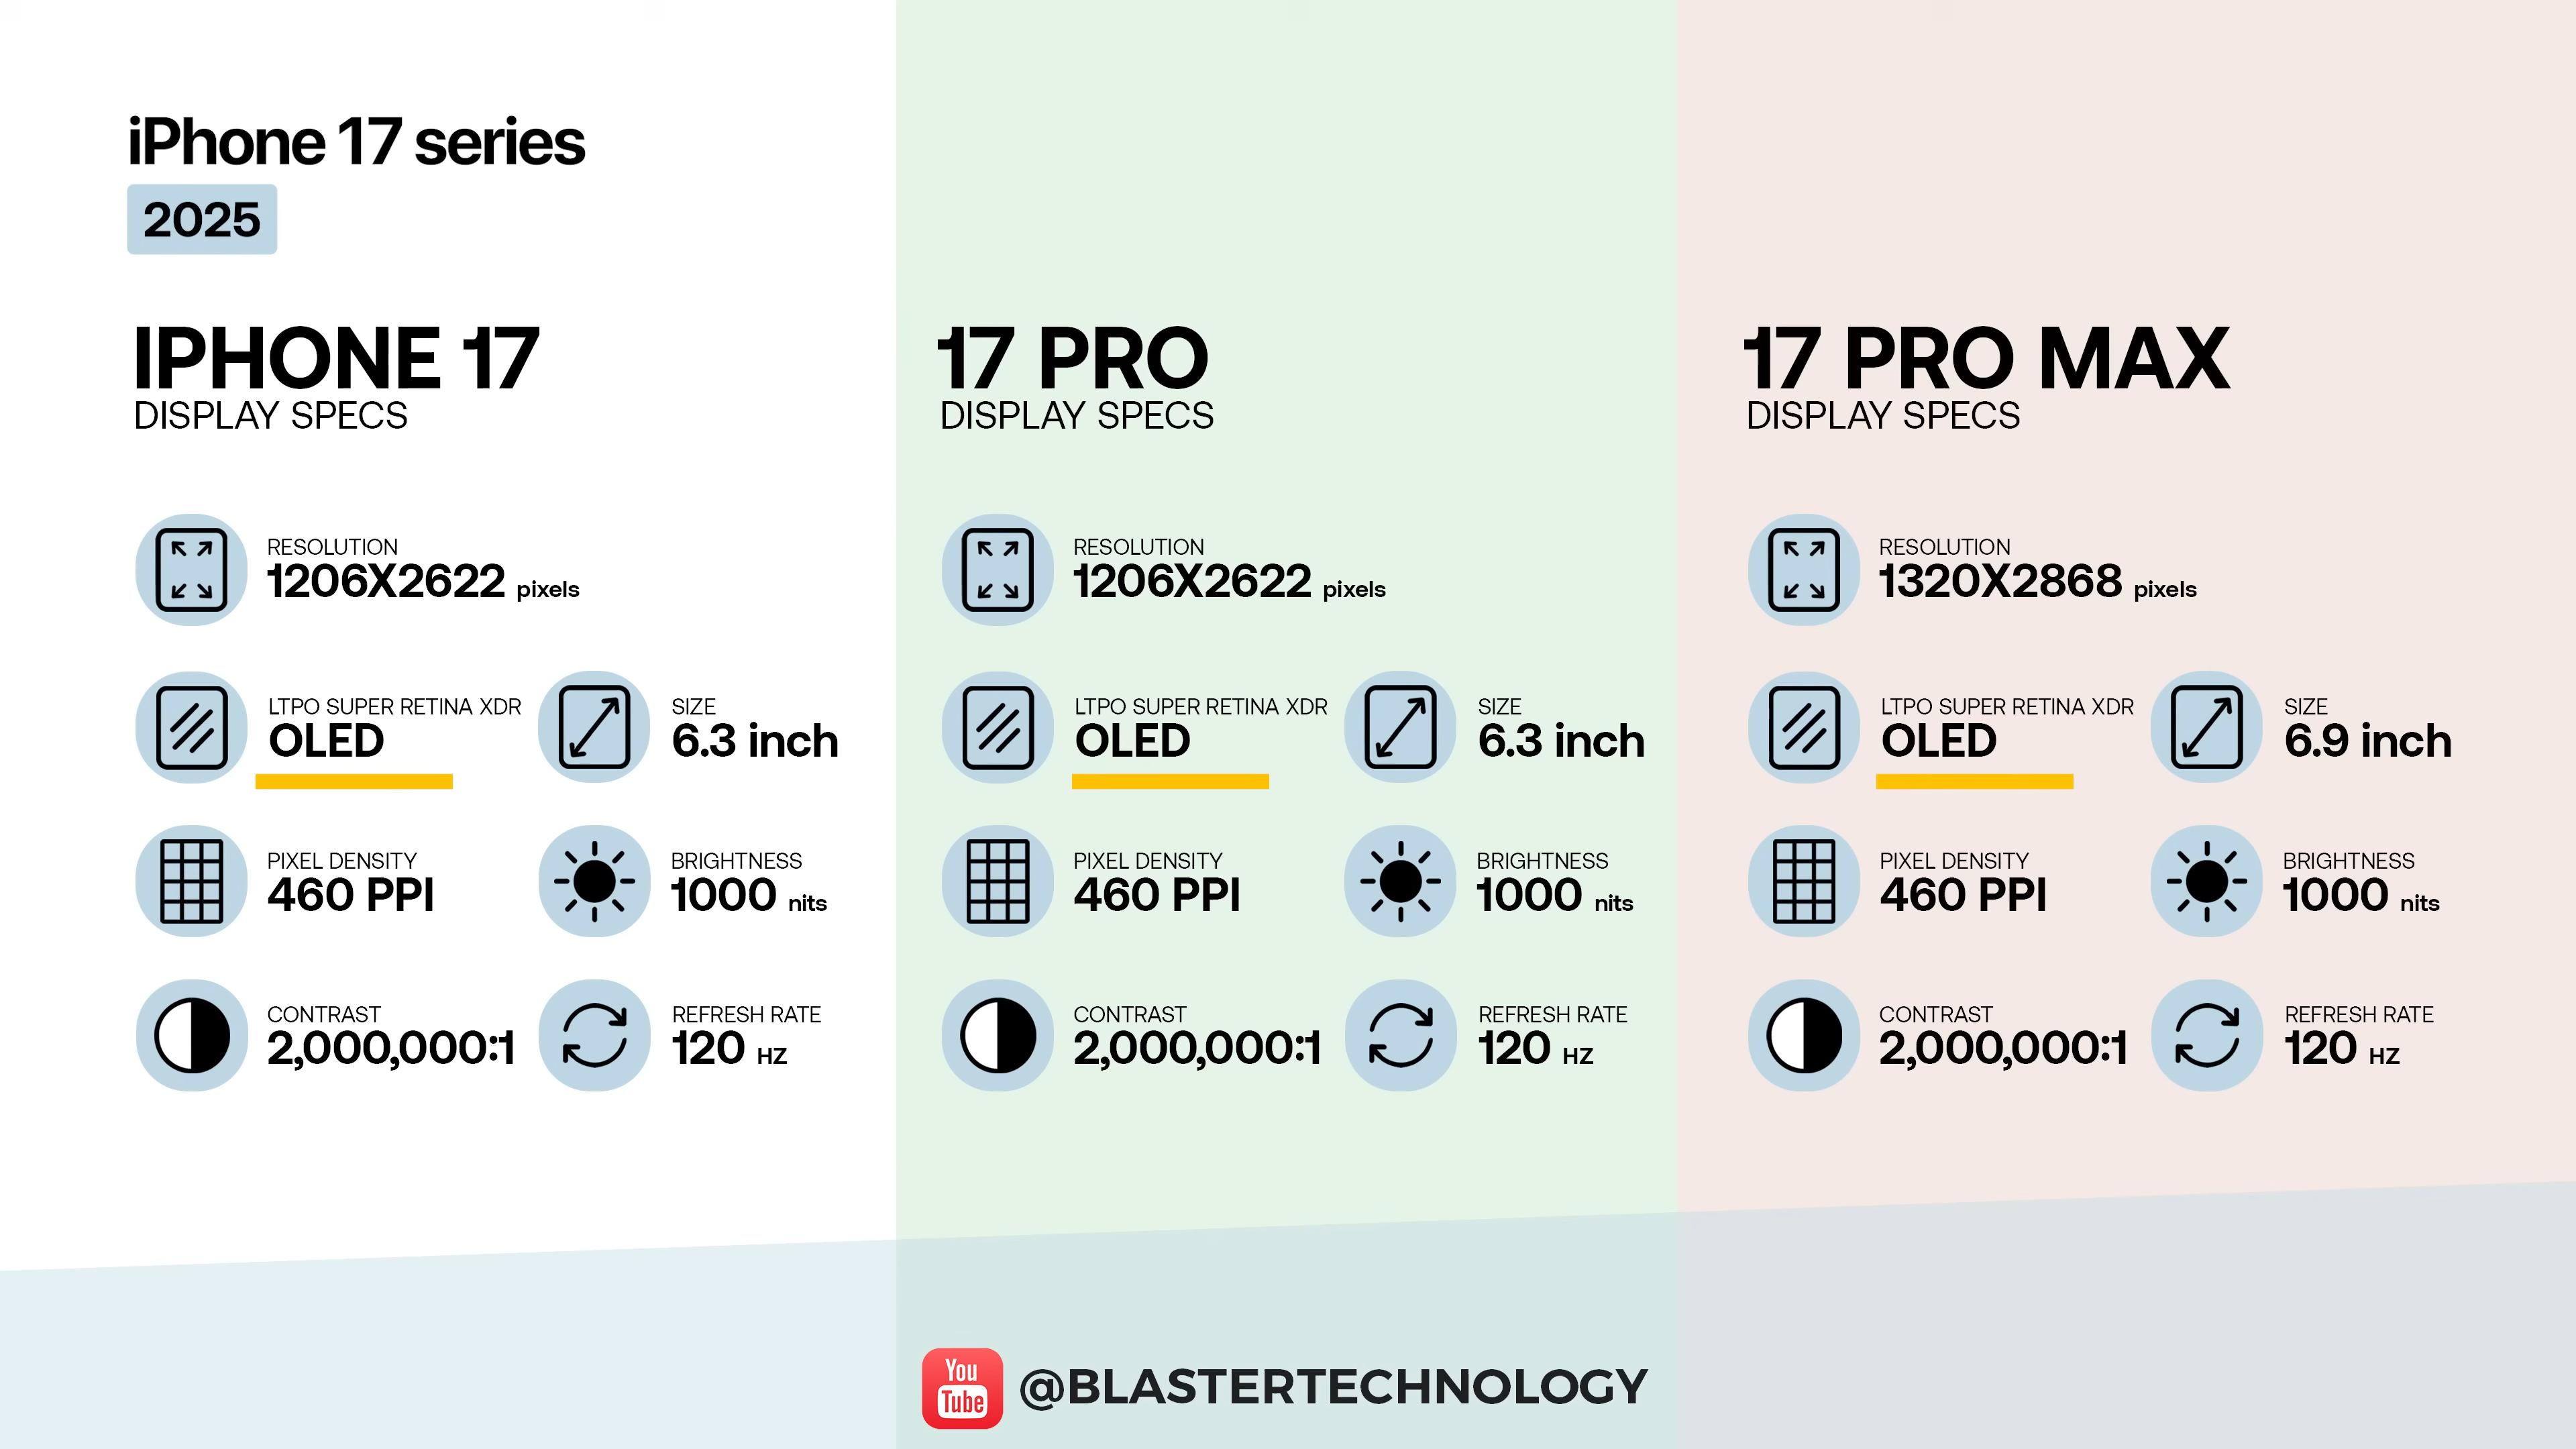 iPhone 17 series
2025
IPHONE 17
DISPLAY SPECS
RESOLUTION
1206X2622 pixels
LTPO SUPER RETINA XDR
OLED
SIZE
6.3 inch
PIXEL DENSITY
460 PPI
BRIGHTNESS
1000 nits
CONTRAST
2,000,000:1
REFRESH RATE
120 HZ
17 PRO
DISPLAY SPECS
RESOLUTION
1206X2622 pixels
LTPO SUPER RETINA XDR
OLED
SIZE
6.3 inch
PIXEL DENSITY
460 PPI
BRIGHTNESS
1000 nits
CONTRAST
2,000,000:1
REFRESH RATE
120 HZ
17 PRO MAX
DISPLAY SPECS
RESOLUTION
1320X2868 pixels
LTPO SUPER RETINA XDR
OLED
SIZE
6.9 inch
PIXEL DENSITY
460 PPI
BRIGHTNESS
1000 nits
CONTRAST
2,000,000:1
REFRESH RATE
120 HZ
You
Tube
@BLASTERTECHNOLOGY